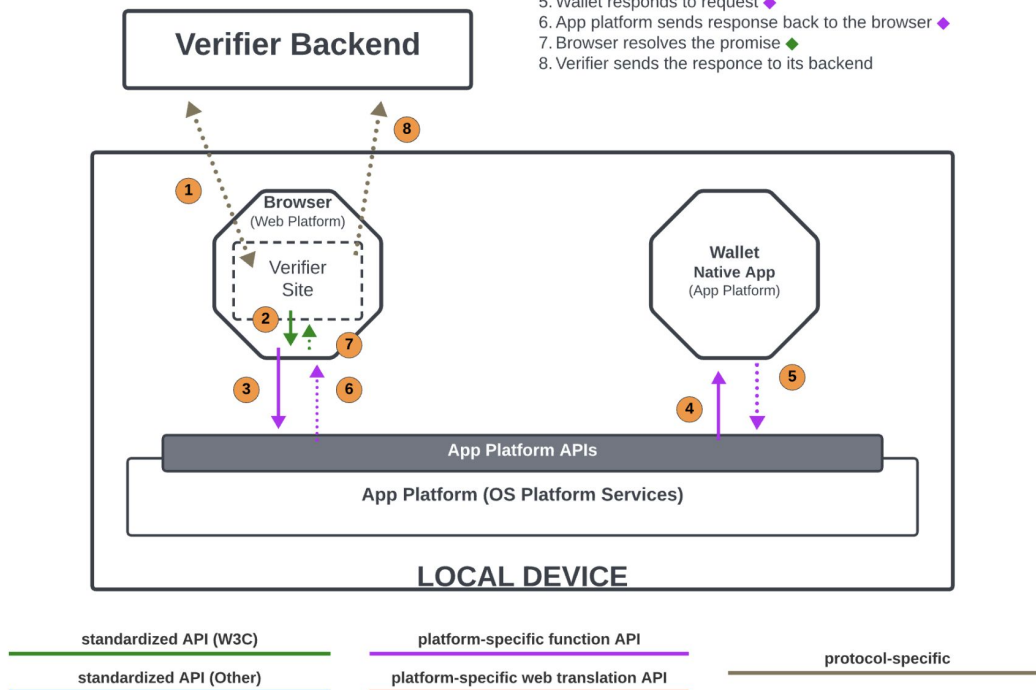 5. Wallet responds to request
6. App platform sends response back to the browser
7. Browser resolves the promise
8. Verifier sends the responce to its backend
Verifier Backend
8
1
Browser
(Web Platform)
Verifier
Site
2
7
3
6
Wallet
Native App
(App Platform)
4
5
App Platform APIs
App Platform (OS Platform Services)
LOCAL DEVICE
standardized API (W3C)
platform-specific function API
protocol-specific
standardized API (Other)
platform-specific web translation API